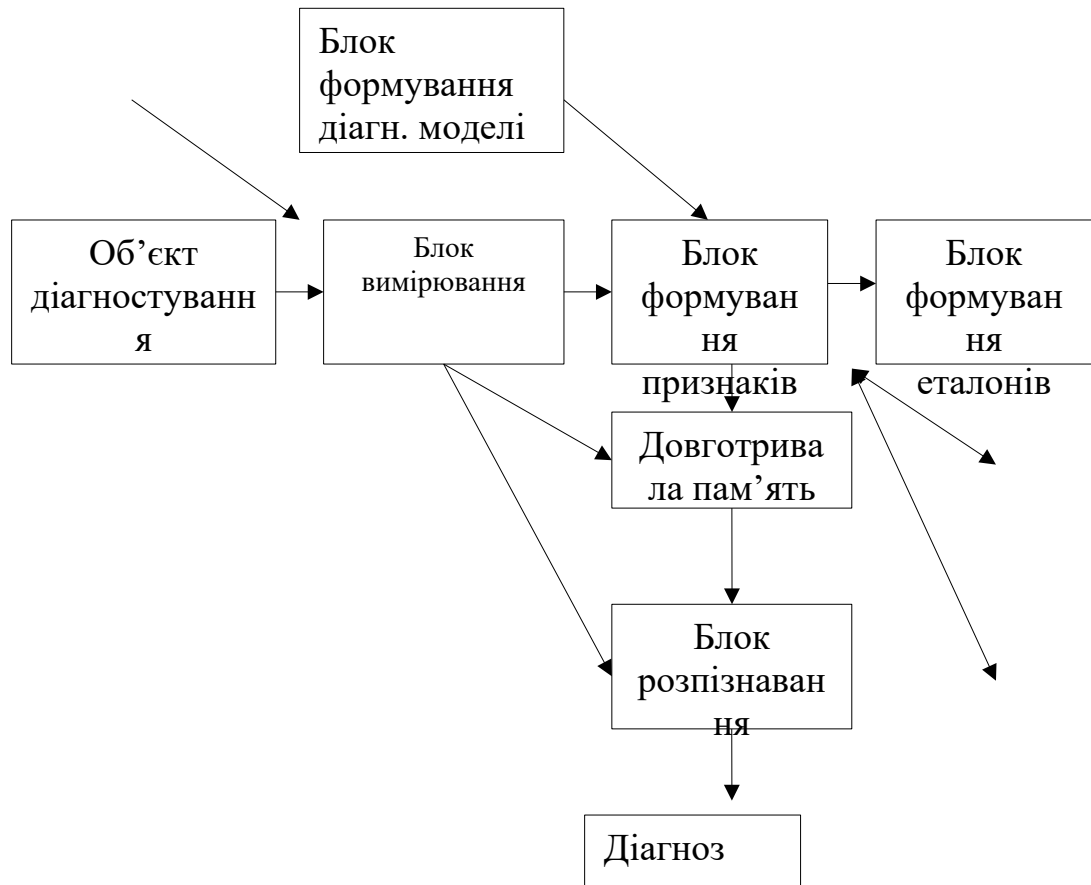 Блок
формування
діагн. моделі
Об’єкт
діагностуванн
я
Блок
вимірювання
Блок
формуван
ня
признаків
Блок
формуван
ня
еталонів
Довготрива
ла пам’ять
Блок
розпізнаван
ня
Діагноз